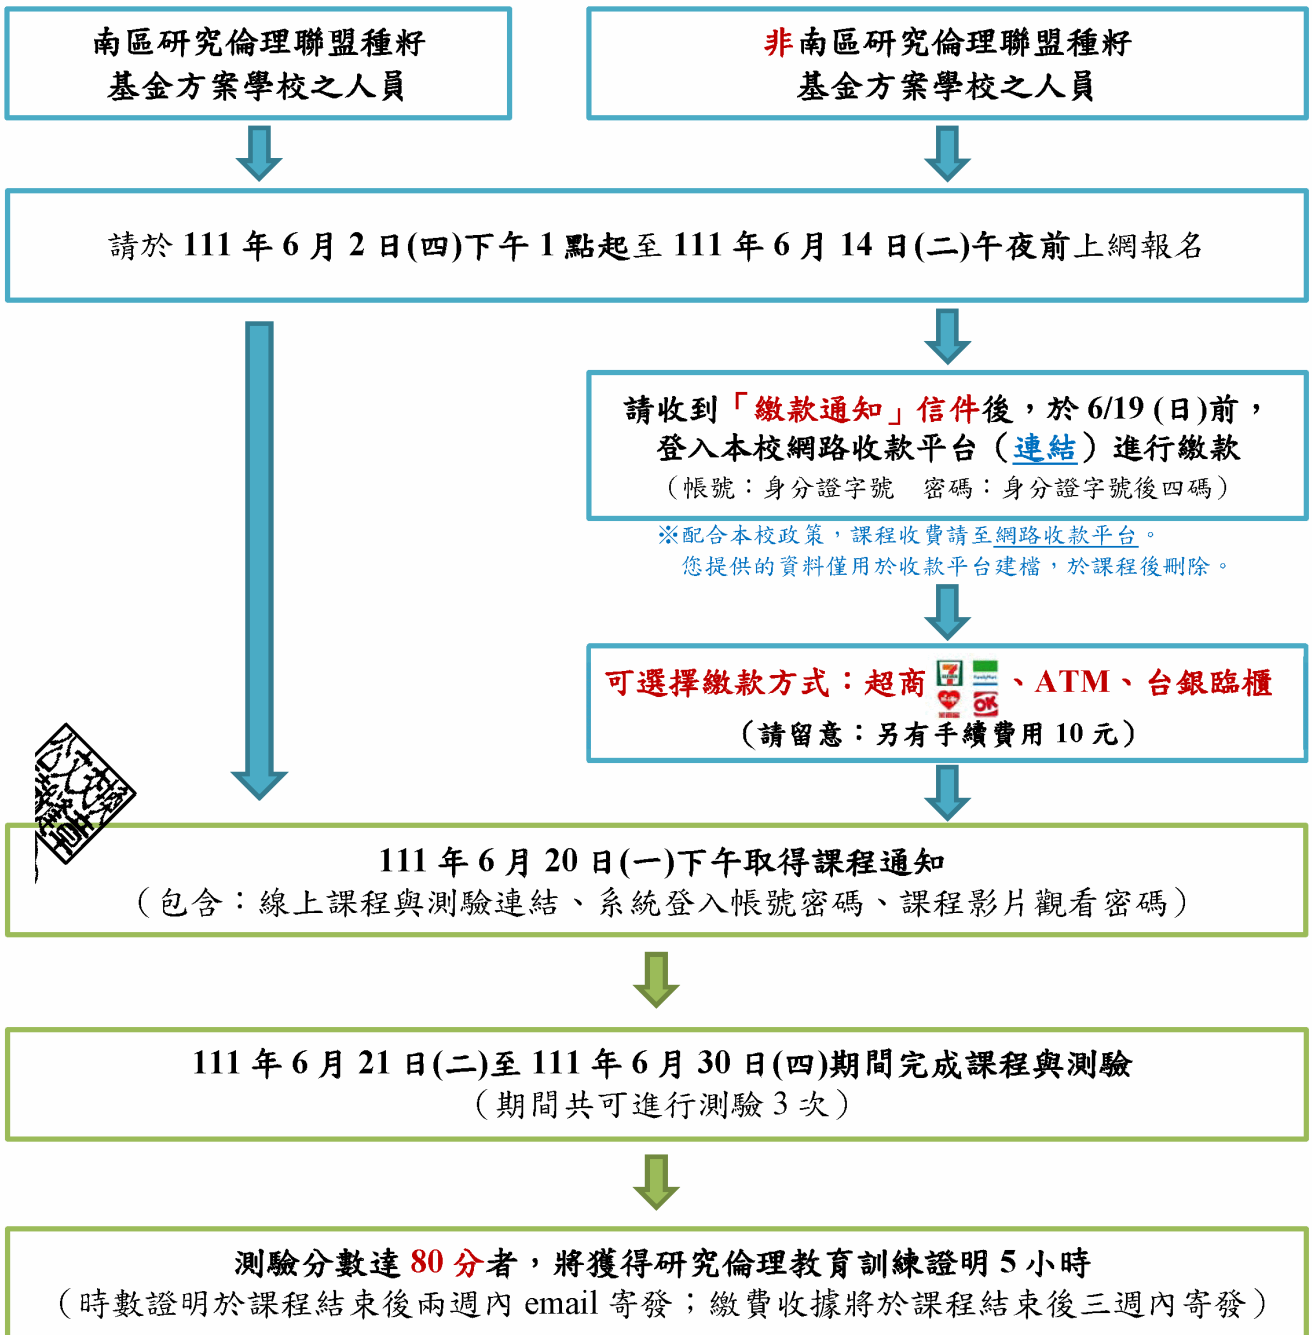 南區研究倫理聯盟種籽
基金方案學校之人員
非南區研究倫理聯盟種籽
基金方案學校之人員
請於 111 年 6 月 2 日(四)下午 1 點起至 111 年 6 月 14 日(二)午夜前上網報名
請收到「繳款通知」信件後，於 6/19 (日)前，
登入本校網路收款平台（連結）進行繳款
（帳號：身分證字號　密碼：身分證字號後四碼）
※配合本校政策，課程收費請至網路收款平台。
您提供的資料僅用於收款平台建檔，於課程後刪除。
可選擇繳款方式：超商、ATM、台銀臨櫃
7
FamilyMart
OK
（請留意：另有手續費用 10 元）
公文交換
章
111 年 6 月 20 日(一)下午取得課程通知
（包含：線上課程與測驗連結、系統登入帳號密碼、課程影片觀看密碼）
111 年 6 月 21 日(二)至 111 年 6 月 30 日(四)期間完成課程與測驗
（期間共可進行測驗 3 次）
測驗分數達 80 分者，將獲得研究倫理教育訓練證明 5 小時
（時數證明於課程結束後兩週內 email 寄發；繳費收據將於課程結束後三週內寄發）